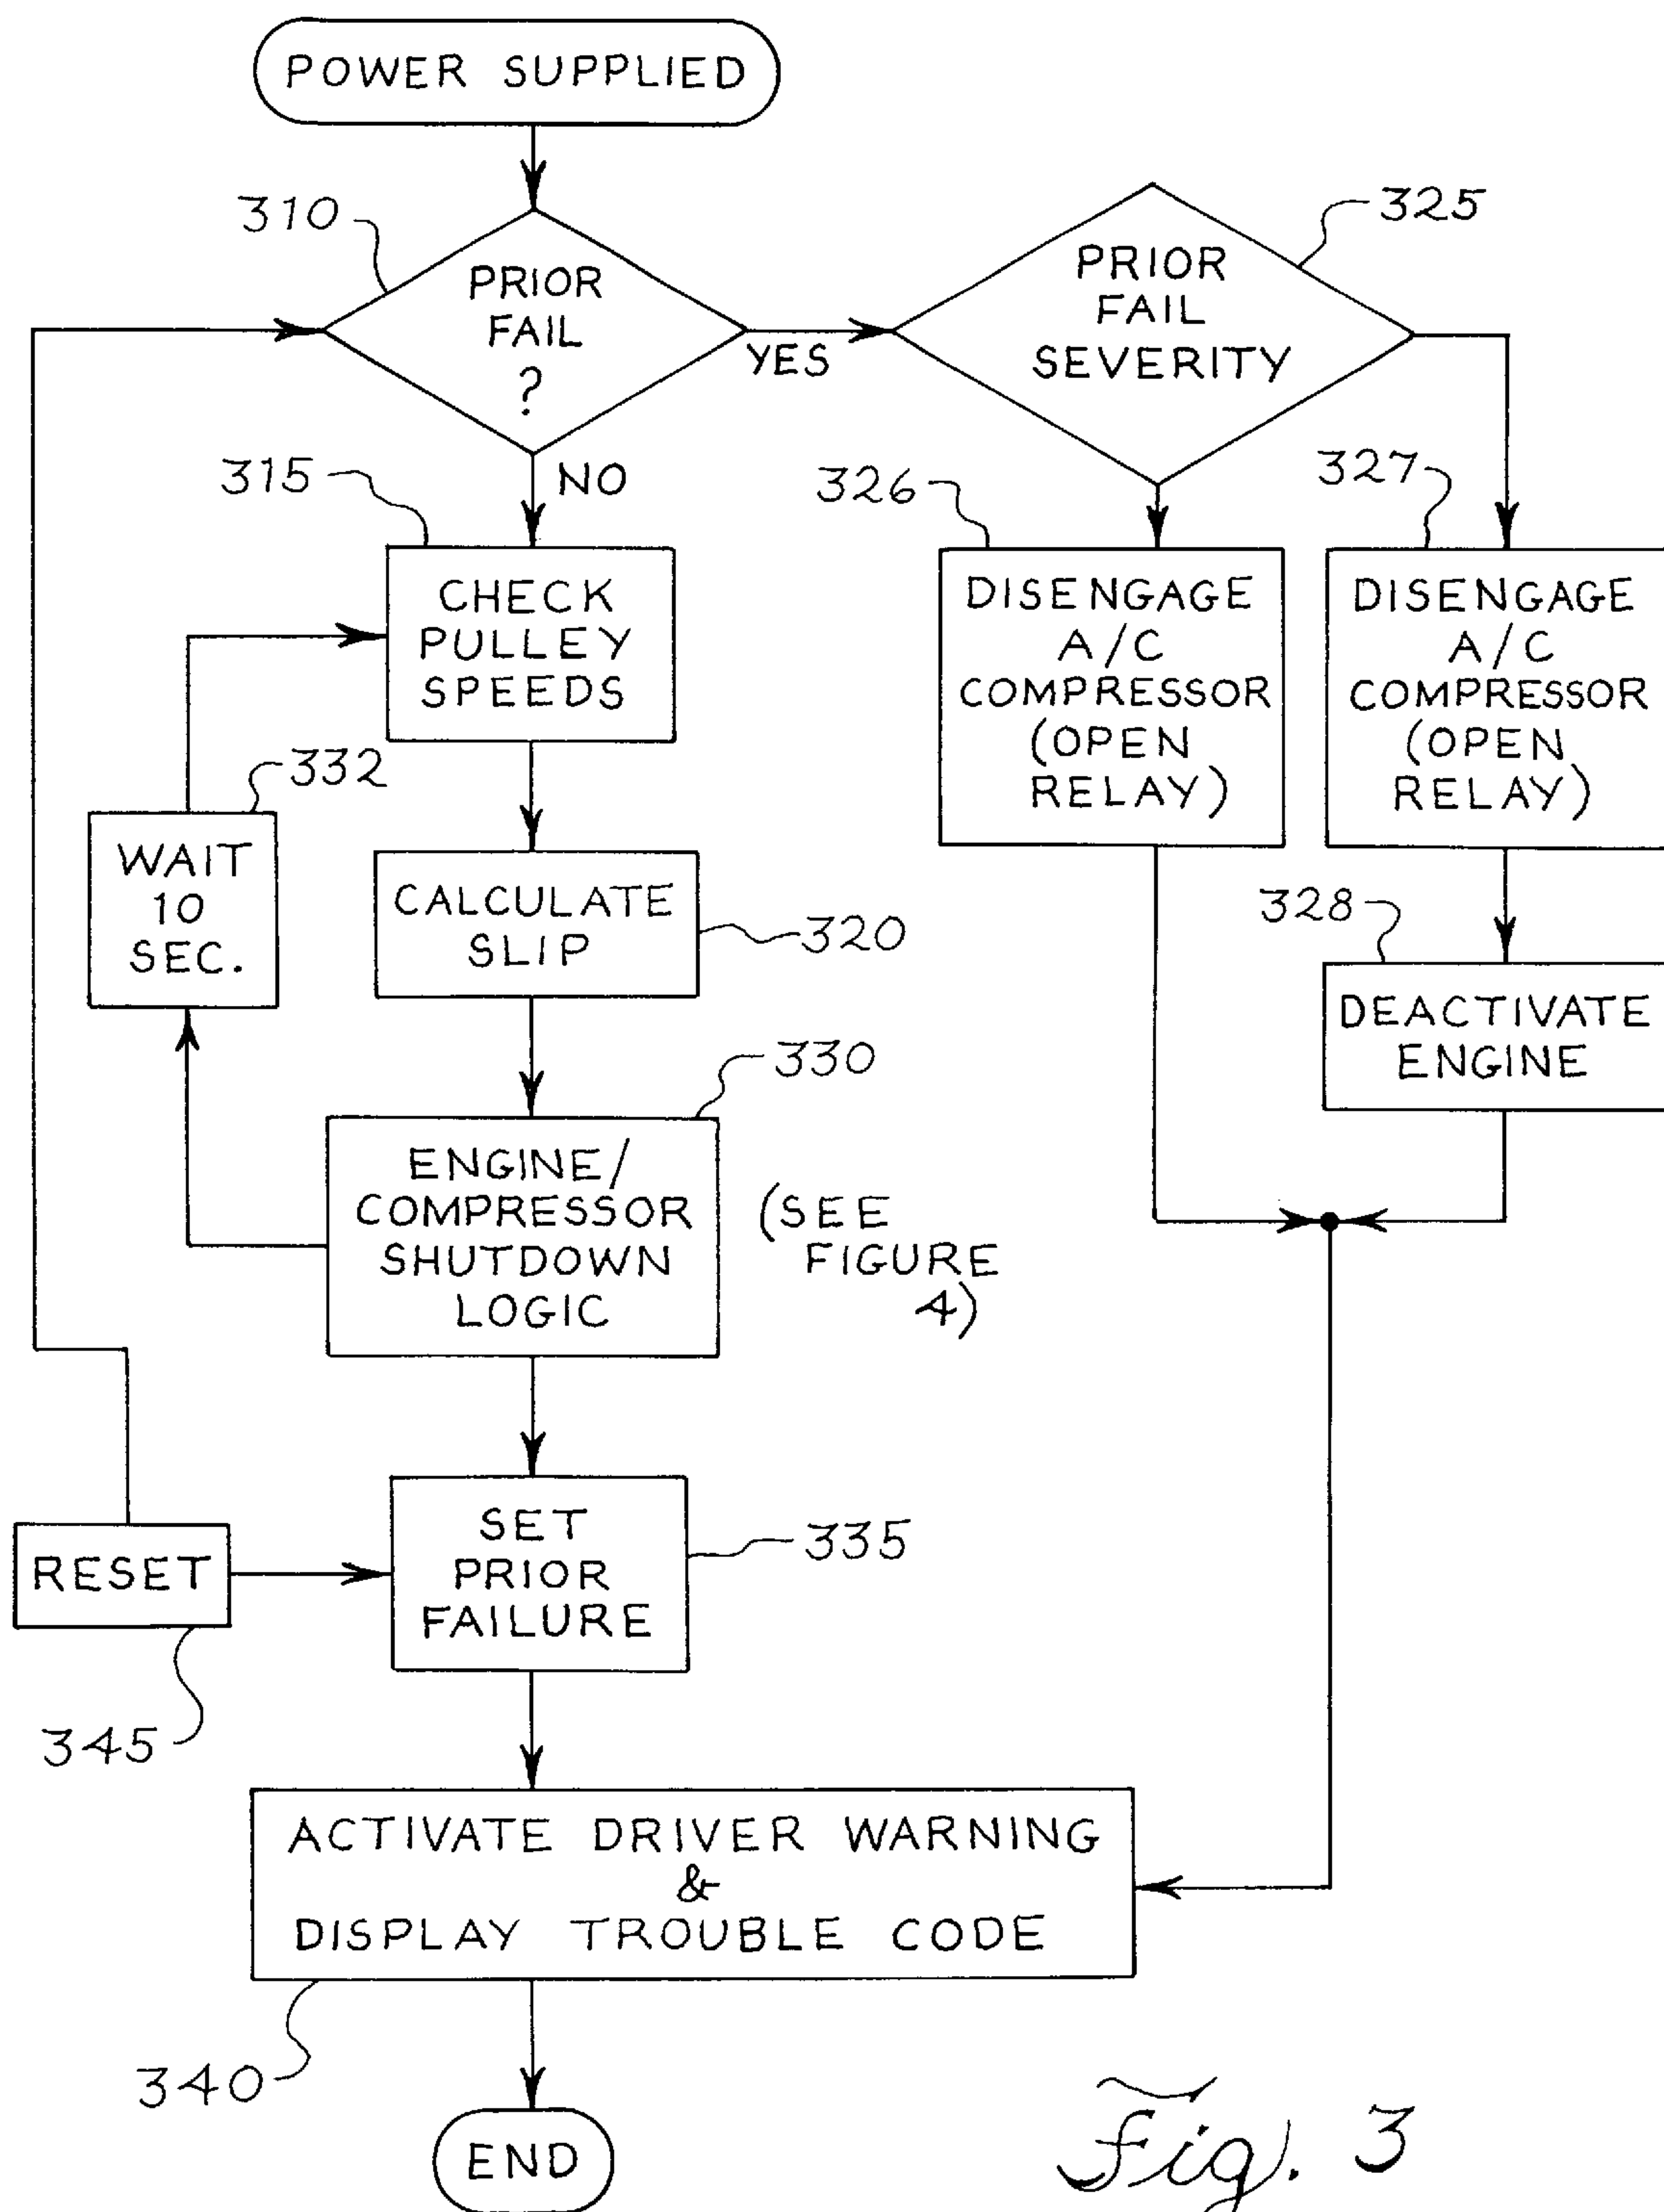 POWER SUPPLIED
310
PRIOR
FAIL
?
YES
NO
325
PRIOR
FAIL
SEVERITY
315
CHECK
PULLEY
SPEEDS
326
DISENGAGE
A/C
COMPRESSOR
(OPEN
RELAY)
327
DISENGAGE
A/C
COMPRESSOR
(OPEN
RELAY)
332
WAIT
10
SEC.
CALCULATE
SLIP
320
328
DEACTIVATE
ENGINE
330
ENGINE/
COMPRESSOR
SHUTDOWN
LOGIC
(SEE
FIGURE
4)
RESET
345
SET
PRIOR
FAILURE
335
ACTIVATE DRIVER WARNING
&
DISPLAY TROUBLE CODE
340
END
Fig. 3